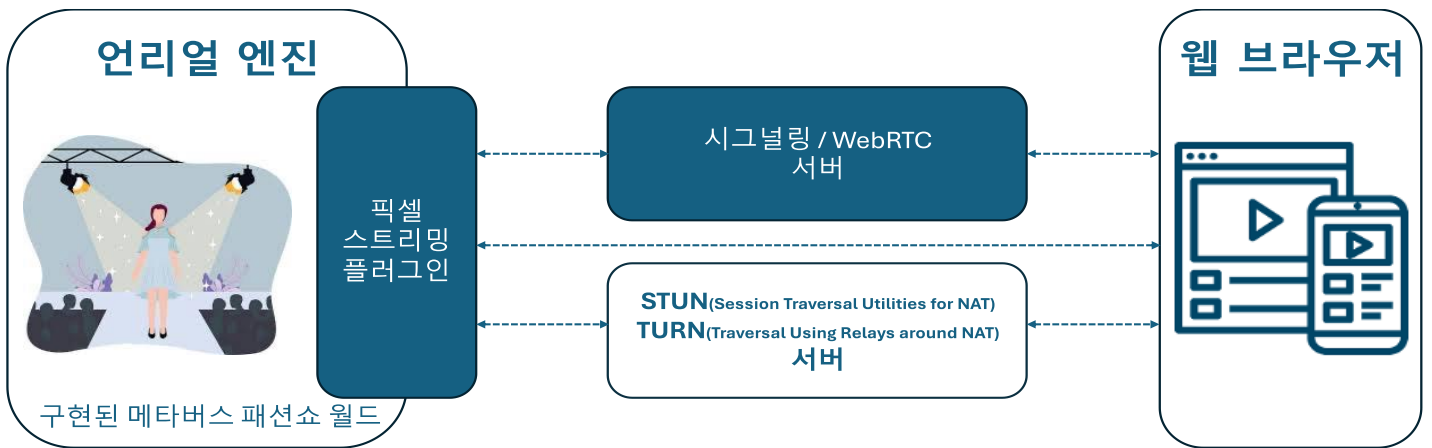 언리얼 엔진
픽셀
스트리밍
플러그인
구현된 메타버스 패션쇼 월드
시그널링 / WebRTC
서버
STUN(Session Traversal Utilities for NAT)
TURN(Traversal Using Relays around NAT)
서버
웹 브라우저